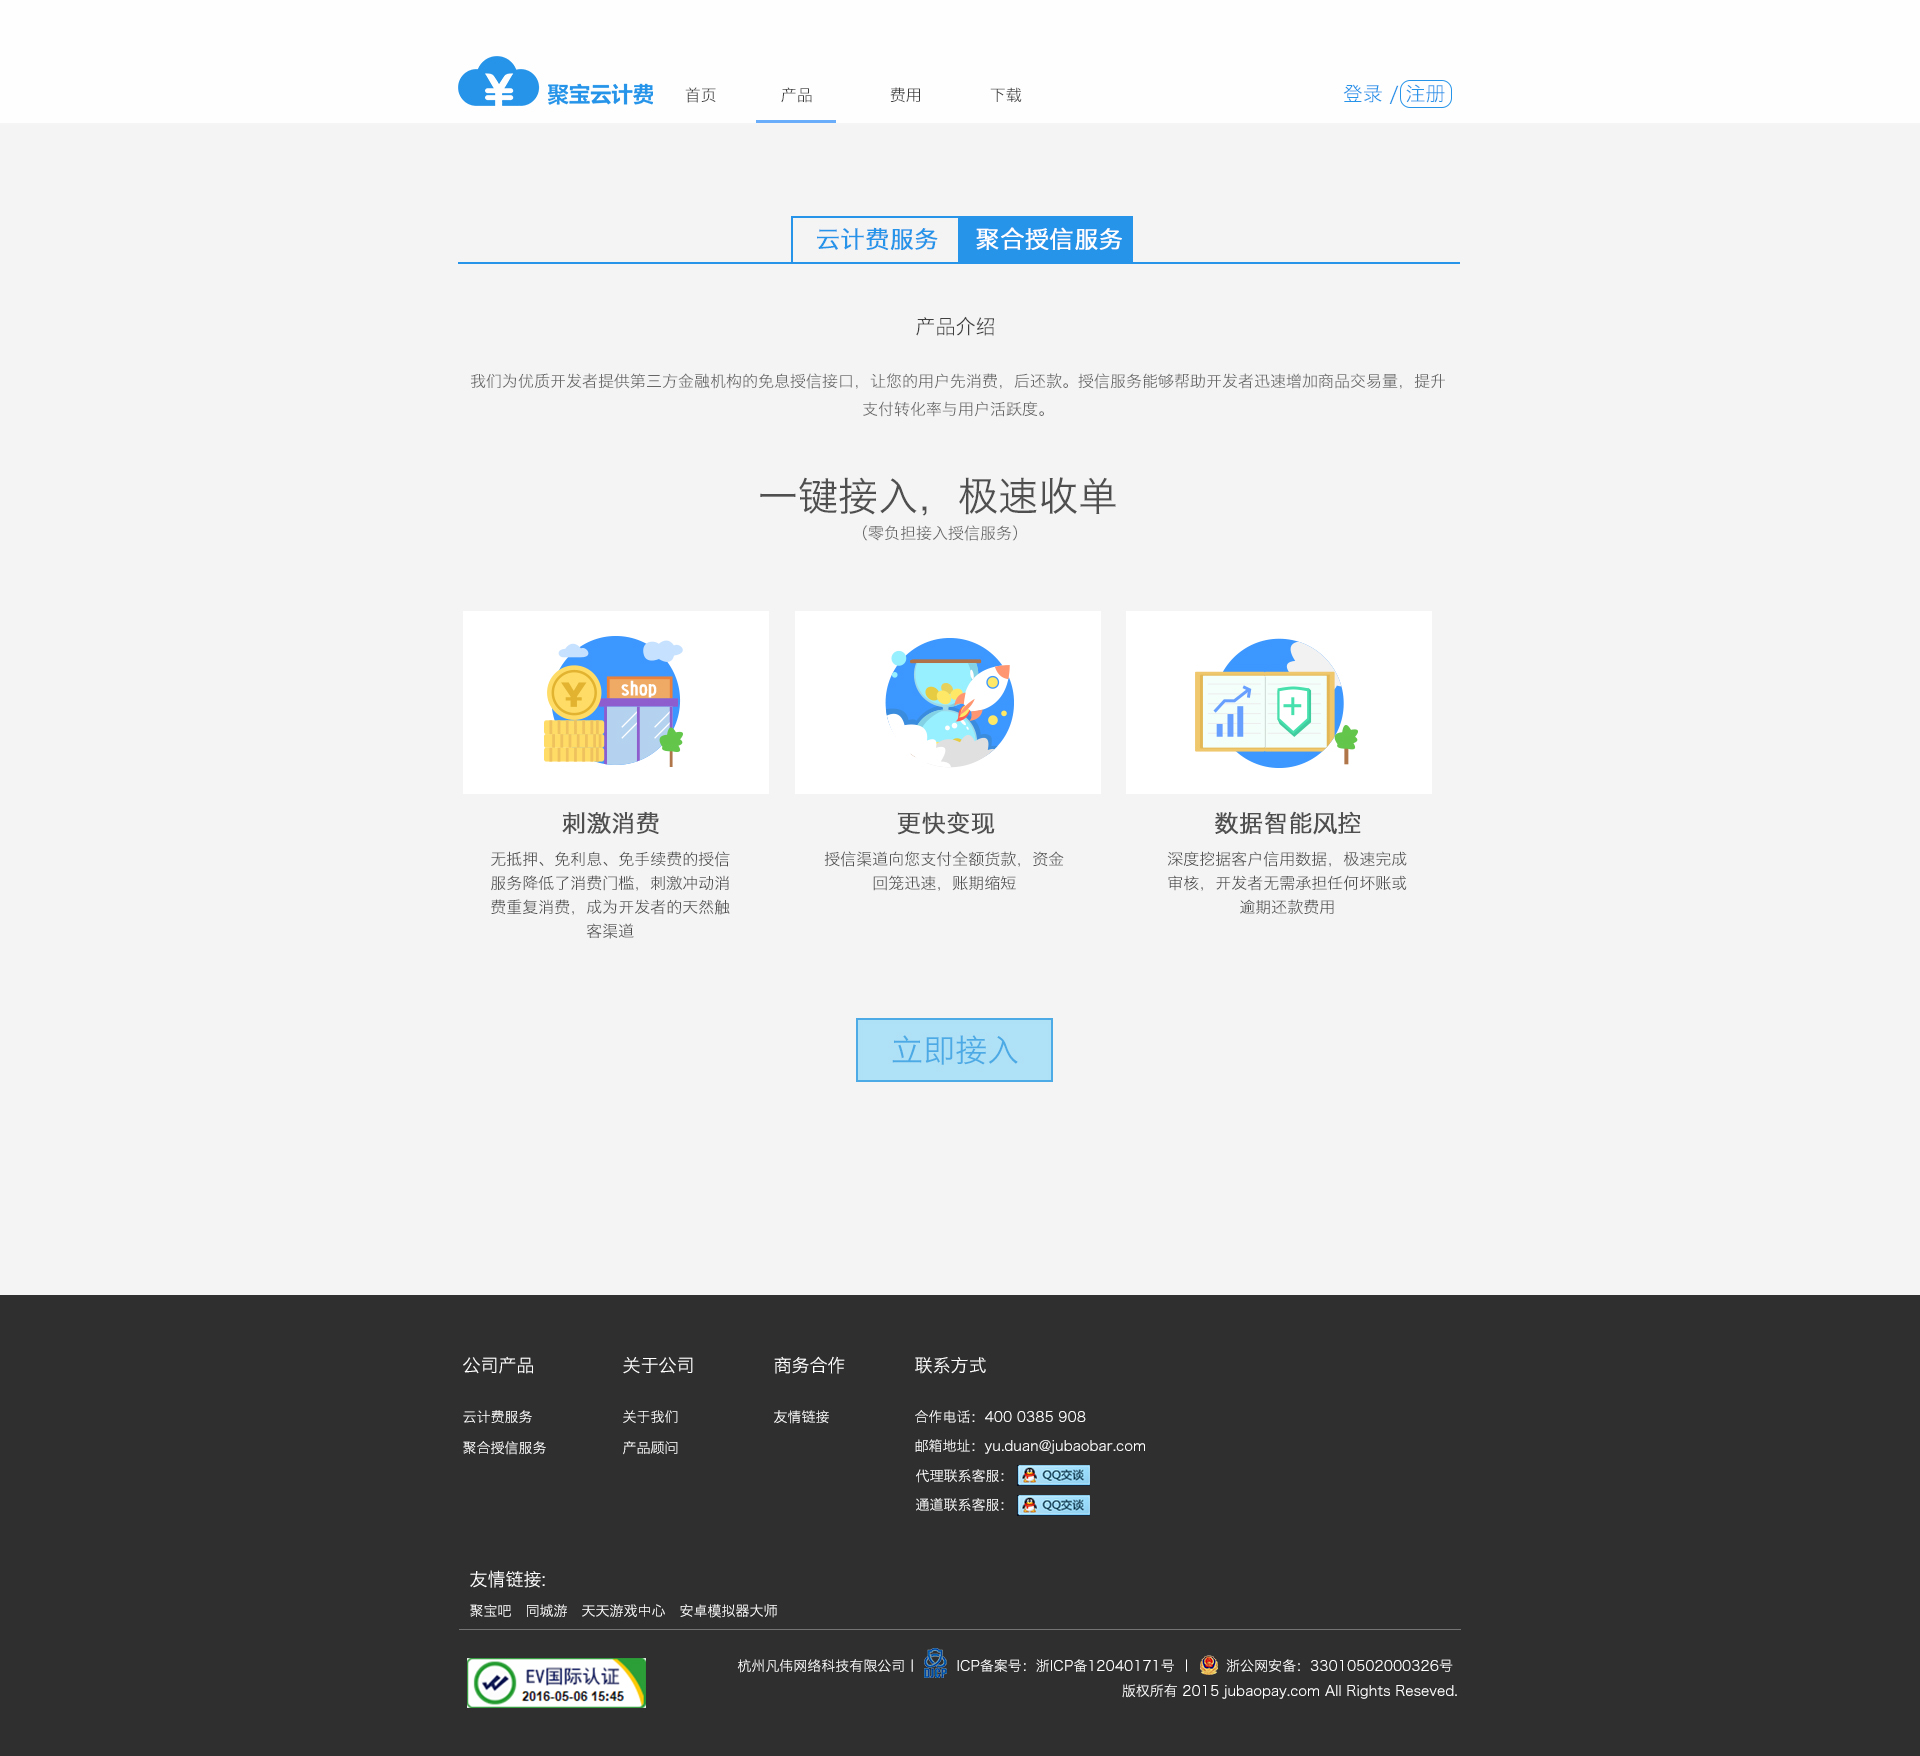 聚宝云计费 首页 产品 费用 下载 登录 / 注册
云计费服务 聚合授信服务
产品介绍
我们为优质开发者提供第三方金融机构的免息授信接口，让您的用户先消费，后还款。授信服务能够帮助开发者迅速增加商品交易量，提升
支付转化率与用户活跃度。
一键接入，极速收单
（零负担接入授信服务）
shop
刺激消费
无抵押、免利息、免手续费的授信
服务降低了消费门槛，刺激冲动消
费重复消费，成为开发者的天然触
客渠道
更快变现
授信渠道向您支付全额货款，资金
回笼迅速，账期缩短
数据智能风控
深度挖据客户信用数据，极速完成
审核，开发者无需承担任何坏账或
逾期还款费用
立即接入
公司产品
云计费服务
聚合授信服务
关于公司
关于我们
产品顾问
商务合作
友情链接
联系方式
合作电话：400 0385 908
邮箱地址：yu.duan@jubaobar.com
代理联系客服： QQ交谈
通道联系客服： QQ交谈
友情链接:
聚宝吧 同城游 天天游戏中心 安卓模拟器大师
EV国际认证
2016-05-06 15:45
杭州凡伟网络科技有限公司 | ICP备案号：浙ICP备12040171号 | 浙公网安备：33010502000326号
版权所有 2015 jubaopay.com All Rights Reseved.